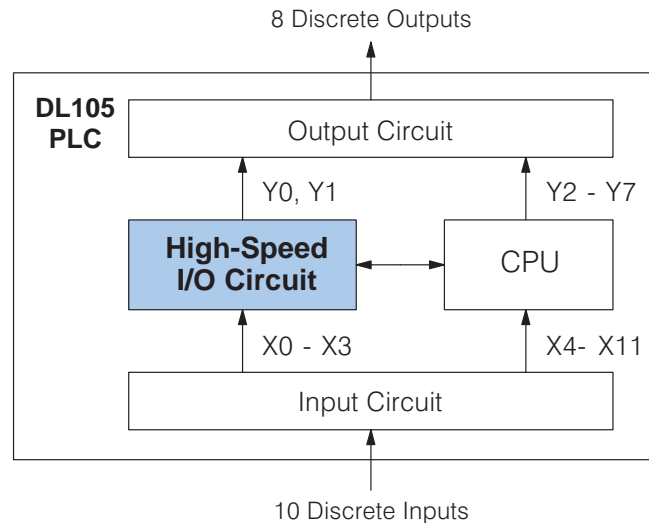 8 Discrete Outputs
DL105
PLC
Output Circuit
Y0, Y1
Y2 - Y7
High-Speed
I/O Circuit
CPU
X0 - X3
X4- X11
Input Circuit
10 Discrete Inputs